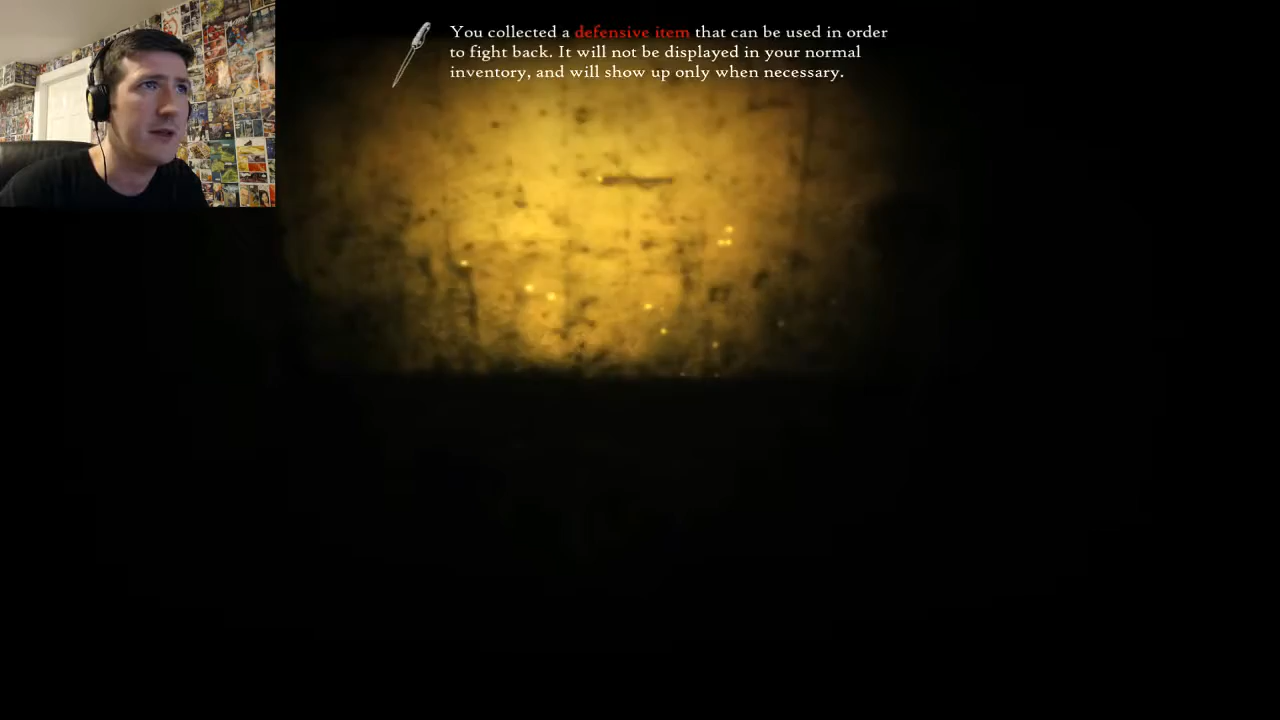 You collected a defensive item that can be used in order
to fight back. It will not be displayed in your normal
inventory, and will show up only when necessary.